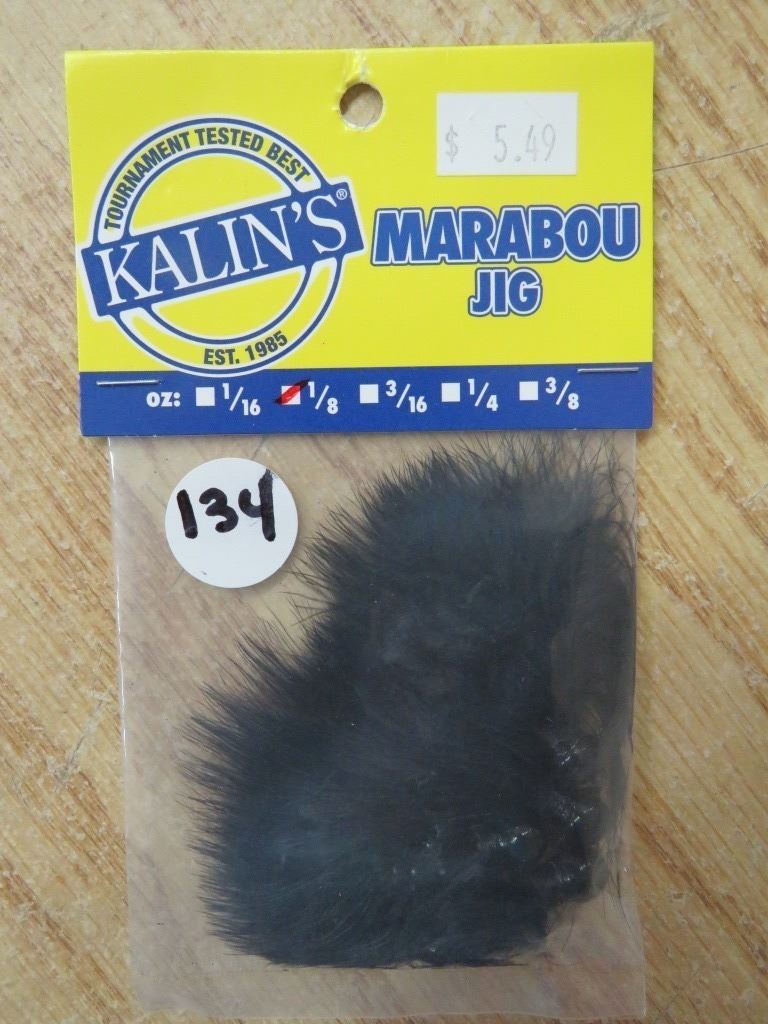 TOURNAMENT TESTED BEST
KALIN'S®
EST. 1985
$ 5.49
MARABOU
JIG
oz: 1/16 1/8 3/16 1/4 3/8
134